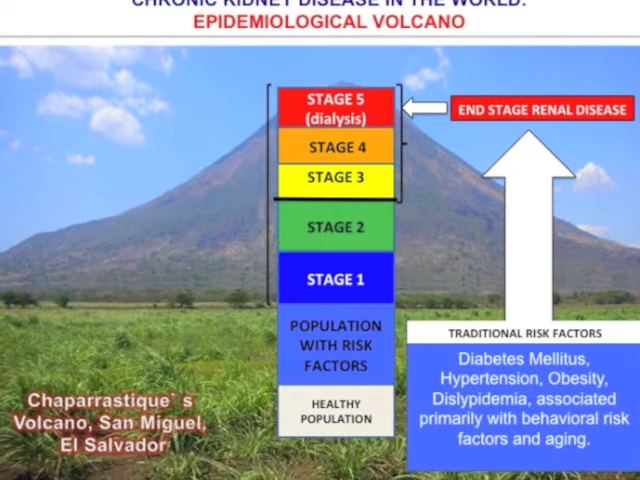 CHRONIC KIDNEY DISEASE IN THE WORLD:
EPIDEMIOLOGICAL VOLCANO
STAGE 5
(dialysis)
END STAGE RENAL DISEASE
STAGE 4
STAGE 3
STAGE 2
STAGE 1
POPULATION
WITH RISK
FACTORS
HEALTHY
POPULATION
TRADITIONAL RISK FACTORS
Diabetes Mellitus,
Hypertension, Obesity,
Dislypidemia, associated
primarily with behavioral risk
factors and aging.
Chaparrastique` s
Volcano, San Miguel,
El Salvador